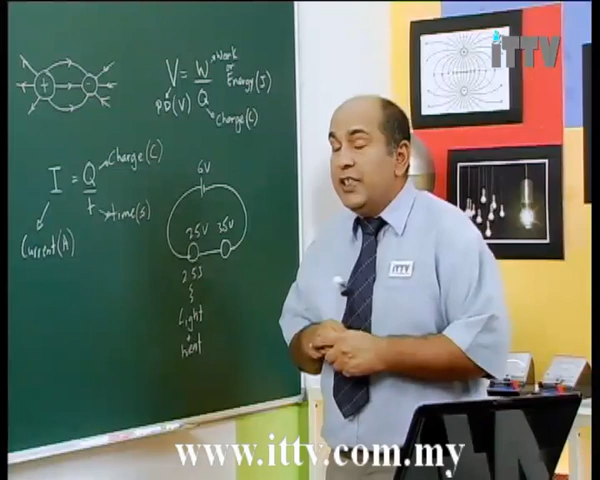 ITTV
+
-
V = W/Q
Work or Energy (J)
PD (V)
Charge (C)
I = Q/t
Charge (C)
time (s)
Current (A)
6V
2.5V 3.5V
2.5J
Light
+
heat
ITTV
www.ittv.com.my